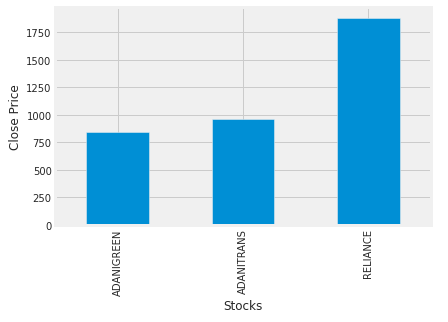 Close Price
1750
1500
1250
1000
750
500
250
0
ADANIGREEN
ADANITRANS
RELIANCE
Stocks